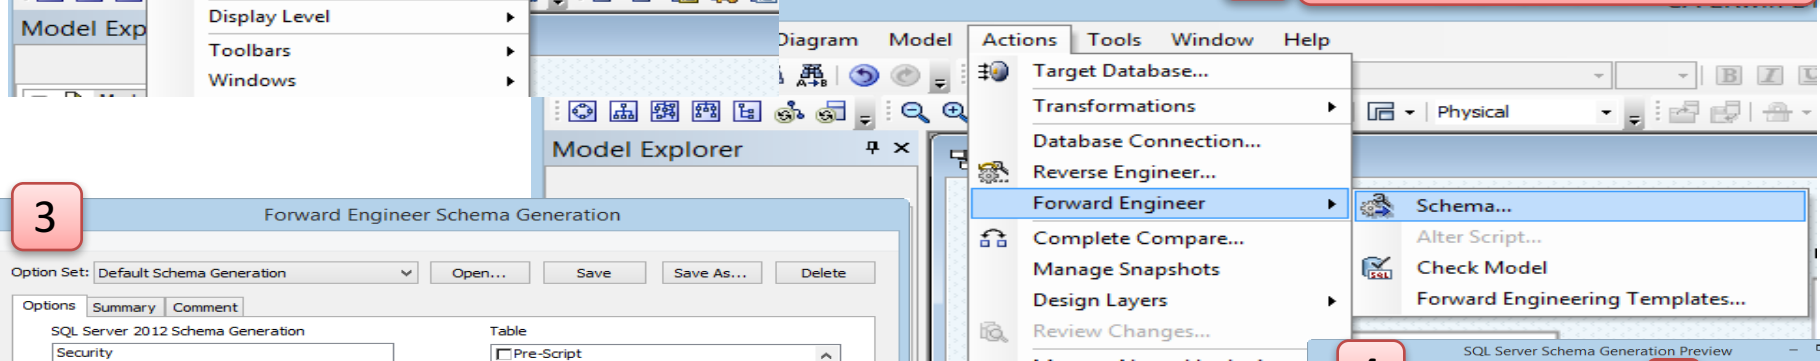 Display Level
Model Exp
Toolbars
Windows
Diagram Model Actions Tools Window Help
Target Database...
Transformations
Physical
Database Connection...
Model Explorer
Reverse Engineer...
Forward Engineer
Schema...
Complete Compare...
Alter Script...
Manage Snapshots
Check Model
Design Layers
Forward Engineering Templates...
Review Changes...
3
Forward Engineer Schema Generation
Option Set: Default Schema Generation Open... Save Save As... Delete
Options Summary Comment
SQL Server 2012 Schema Generation Table
Security Pre-Script
SQL Server Schema Generation Preview